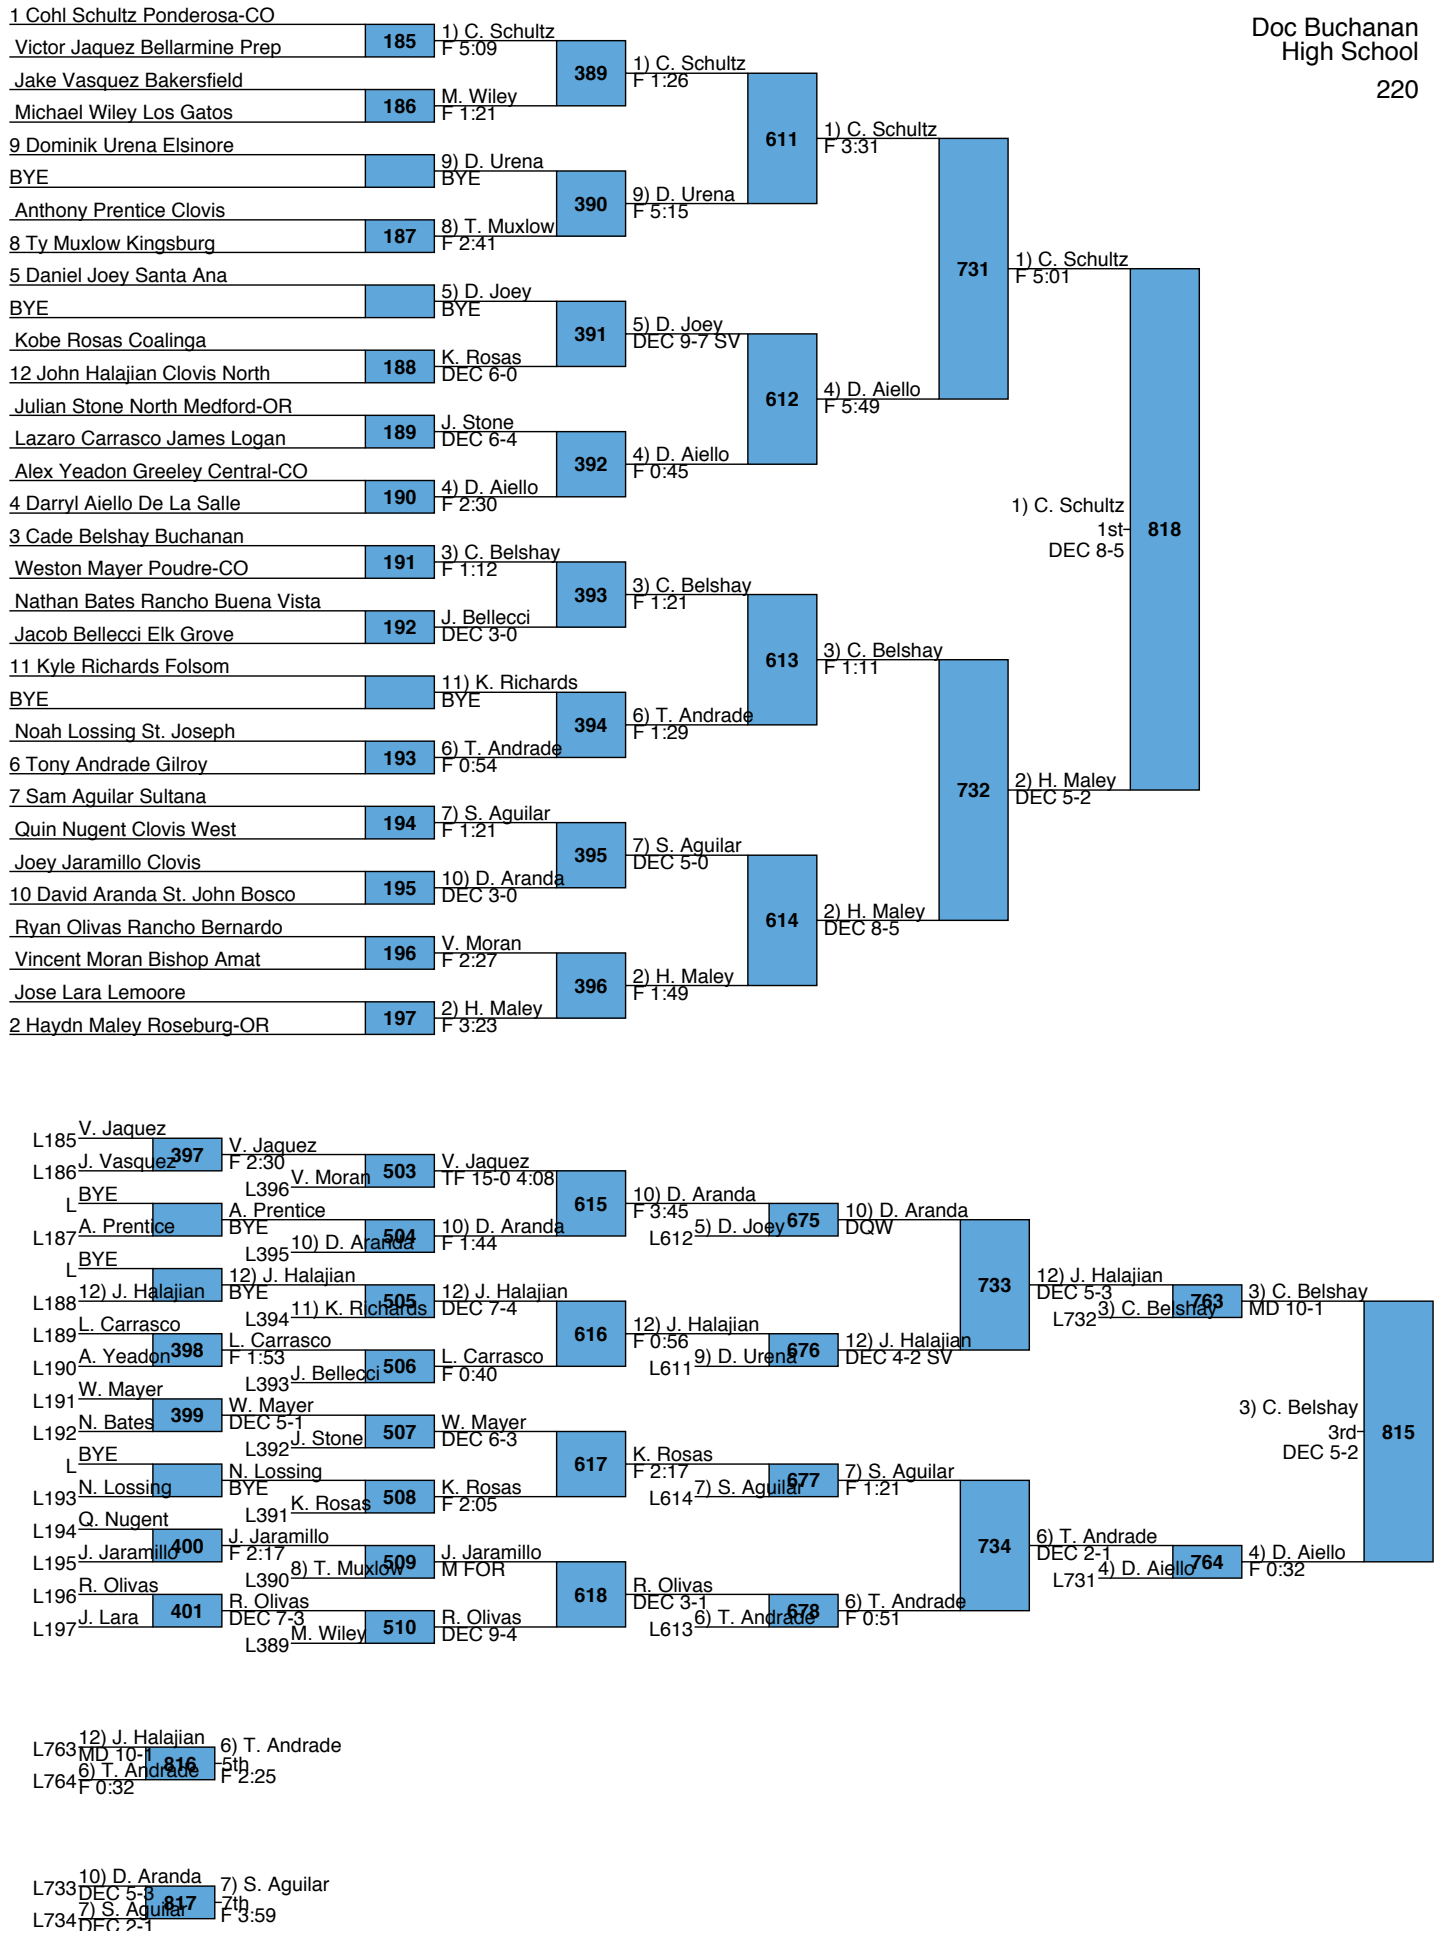 Doc Buchanan
High School
220
1 Cohl Schultz Ponderosa-CO
185
1) C. Schultz
F 5:09
Victor Jaquez Bellarmine Prep
389
1) C. Schultz
F 1:26
Jake Vasquez Bakersfield
186
M. Wiley
F 1:21
Michael Wiley Los Gatos
611
1) C. Schultz
F 3:31
9 Dominik Urena Elsinore
9) D. Urena
BYE
BYE
390
9) D. Urena
F 5:15
Anthony Prentice Clovis
187
8) T. Muxlow
F 2:41
8 Ty Muxlow Kingsburg
731
1) C. Schultz
F 5:01
5 Daniel Joey Santa Ana
5) D. Joey
BYE
BYE
391
5) D. Joey
DEC 9-7 SV
Kobe Rosas Coalinga
188
K. Rosas
DEC 6-0
12 John Halajian Clovis North
612
4) D. Aiello
F 5:49
Julian Stone North Medford-OR
189
J. Stone
DEC 6-4
Lazaro Carrasco James Logan
392
4) D. Aiello
F 0:45
Alex Yeadon Greeley Central-CO
190
4) D. Aiello
F 2:30
4 Darryl Aiello De La Salle
1) C. Schultz
1st
DEC 8-5
818
3 Cade Belshay Buchanan
191
3) C. Belshay
F 1:12
Weston Mayer Poudre-CO
393
3) C. Belshay
F 1:21
Nathan Bates Rancho Buena Vista
192
J. Bellecci
DEC 3-0
Jacob Bellecci Elk Grove
613
3) C. Belshay
F 1:11
11 Kyle Richards Folsom
11) K. Richards
BYE
BYE
394
6) T. Andrade
F 1:29
Noah Lossing St. Joseph
193
6) T. Andrade
F 0:54
6 Tony Andrade Gilroy
732
2) H. Maley
DEC 5-2
7 Sam Aguilar Sultana
194
7) S. Aguilar
F 1:21
Quin Nugent Clovis West
395
7) S. Aguilar
DEC 5-0
Joey Jaramillo Clovis
195
10) D. Aranda
DEC 3-0
10 David Aranda St. John Bosco
614
2) H. Maley
DEC 8-5
Ryan Olivas Rancho Bernardo
196
V. Moran
F 2:27
Vincent Moran Bishop Amat
396
2) H. Maley
F 1:49
Jose Lara Lemoore
197
2) H. Maley
F 3:23
2 Haydn Maley Roseburg-OR
L185 V. Jaquez
397
V. Jaquez
F 2:30
L186 J. Vasquez
L396 V. Moran
503
V. Jaquez
TF 15-0 4:08
L BYE
A. Prentice
BYE
L187 A. Prentice
L395 10) D. Aranda
504
10) D. Aranda
F 1:44
615
10) D. Aranda
F 3:45
L612 5) D. Joey
675
10) D. Aranda
DQW
L BYE
12) J. Halajian
BYE
L188 12) J. Halajian
L394 11) K. Richards
505
12) J. Halajian
DEC 7-4
L189 L. Carrasco
398
L. Carrasco
F 1:53
L190 A. Yeadon
L393 J. Bellecci
506
L. Carrasco
F 0:40
616
12) J. Halajian
F 0:56
L611 9) D. Urena
676
12) J. Halajian
DEC 4-2 SV
733
12) J. Halajian
DEC 5-3
L732 3) C. Belshay
763
3) C. Belshay
MD 10-1
L191 W. Mayer
399
W. Mayer
DEC 5-1
L192 N. Bates
L392 J. Stone
507
W. Mayer
DEC 6-3
L BYE
N. Lossing
BYE
L193 N. Lossing
L391 K. Rosas
508
K. Rosas
F 2:05
617
K. Rosas
F 2:17
L614 7) S. Aguilar
677
7) S. Aguilar
F 1:21
3) C. Belshay
3rd
DEC 5-2
815
L194 Q. Nugent
400
J. Jaramillo
F 2:17
L195 J. Jaramillo
L390 8) T. Muxlow
509
J. Jaramillo
M FOR
L196 R. Olivas
401
R. Olivas
DEC 7-3
L197 J. Lara
L389 M. Wiley
510
R. Olivas
DEC 9-4
618
R. Olivas
DEC 3-1
L613 6) T. Andrade
678
6) T. Andrade
F 0:51
734
6) T. Andrade
DEC 2-1
L731 4) D. Aiello
764
4) D. Aiello
F 0:32
L763 12) J. Halajian
MD 10-1
816
6) T. Andrade
5th
F 2:25
L764 6) T. Andrade
F 0:32
L733 10) D. Aranda
DEC 5-3
817
7) S. Aguilar
7th
F 3:59
L734 7) S. Aguilar
DEC 2-1